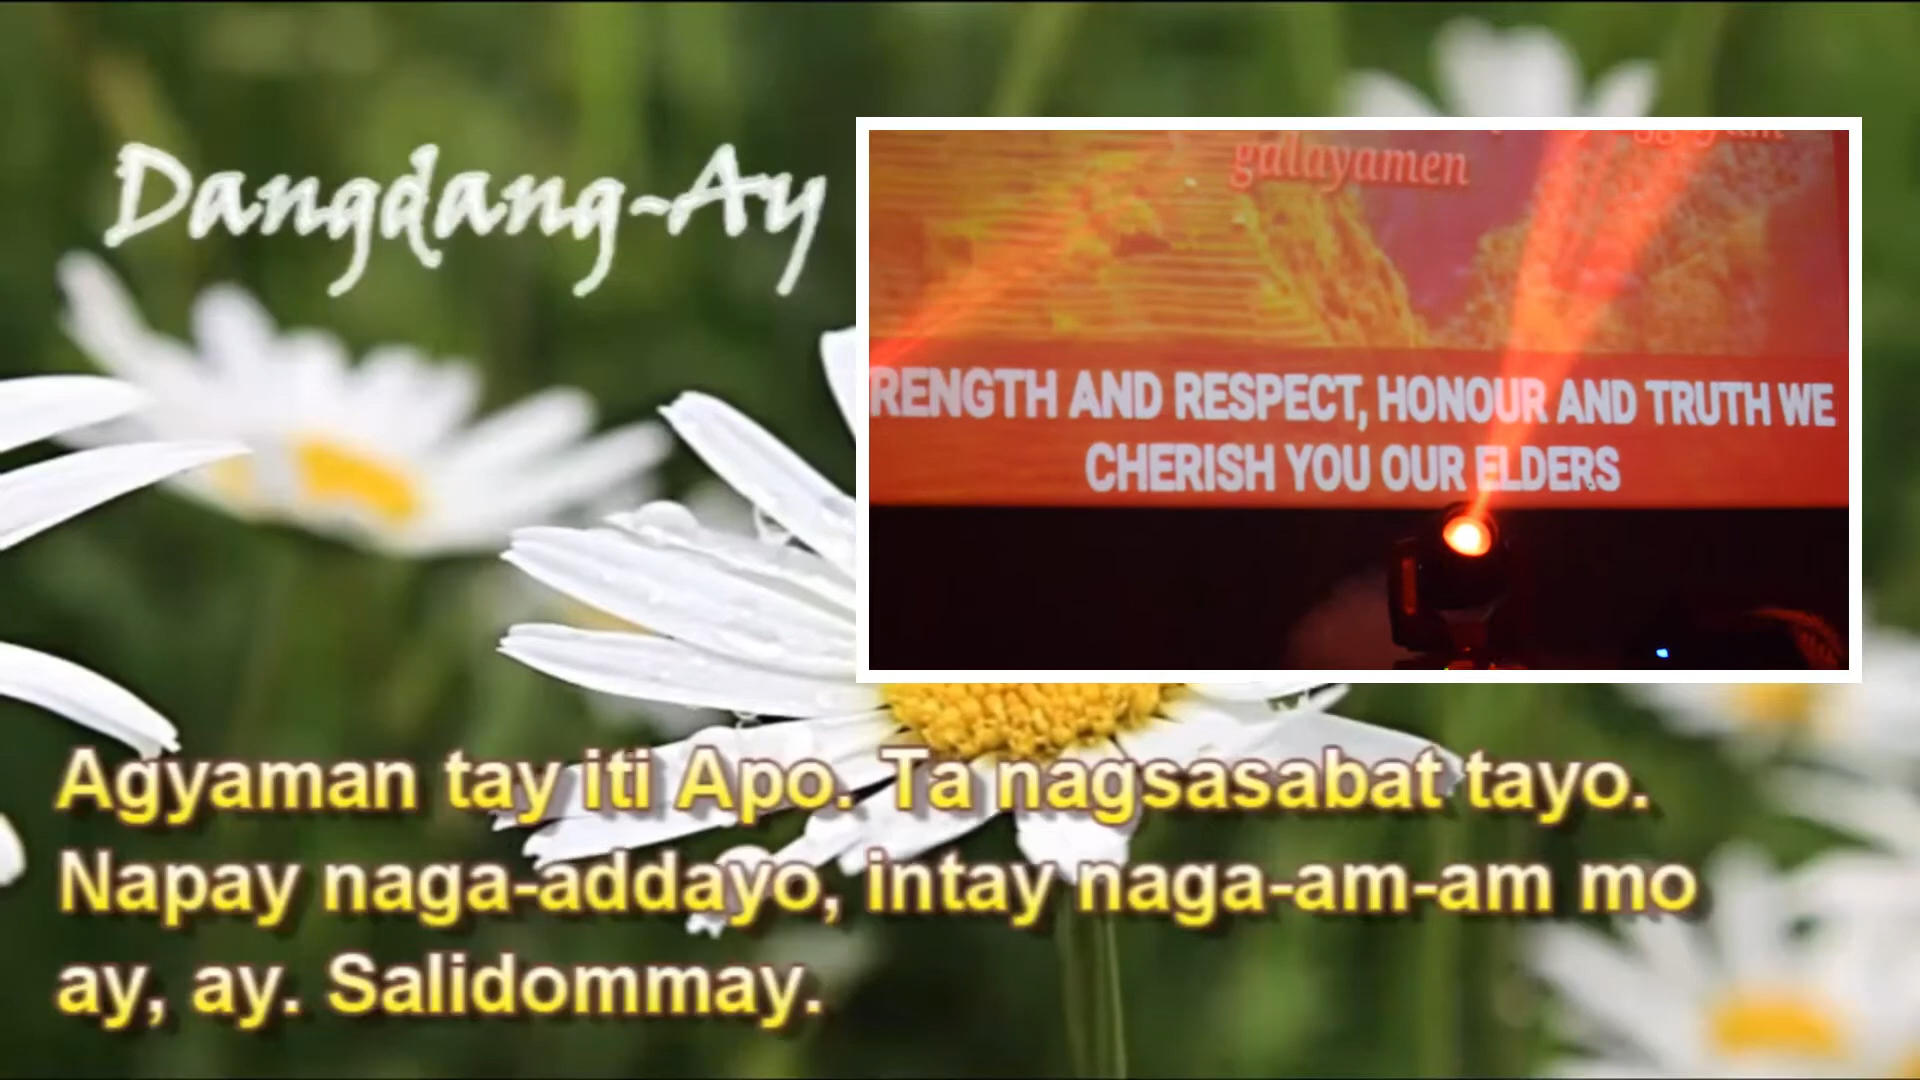 Dangdang-Ay
galayamen
RENGTH AND RESPECT, HONOUR AND TRUTH WE
CHERISH YOU OUR ELDERS
Agyaman tay iti Apo. Ta nagsasabat tayo.
Napay naga-addayo, intay naga-am-am mo
ay, ay. Salidommay.